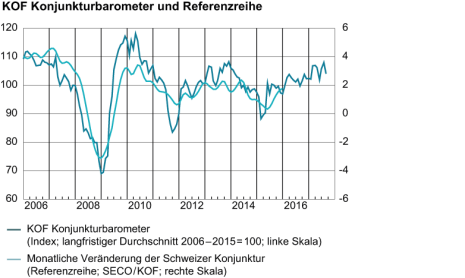 KOF Konjunkturbarometer und Referenzreihe
120 6
110 4
100 2
90 0
80 -2
70 -4
60 -6
2006 2008 2010 2012 2014 2016
KOF Konjunkturbarometer
(Index; langfristiger Durchschnitt 2006–2015=100; linke Skala)
Monatliche Veränderung der Schweizer Konjunktur
(Referenzreihe; SECO/KOF; rechte Skala)